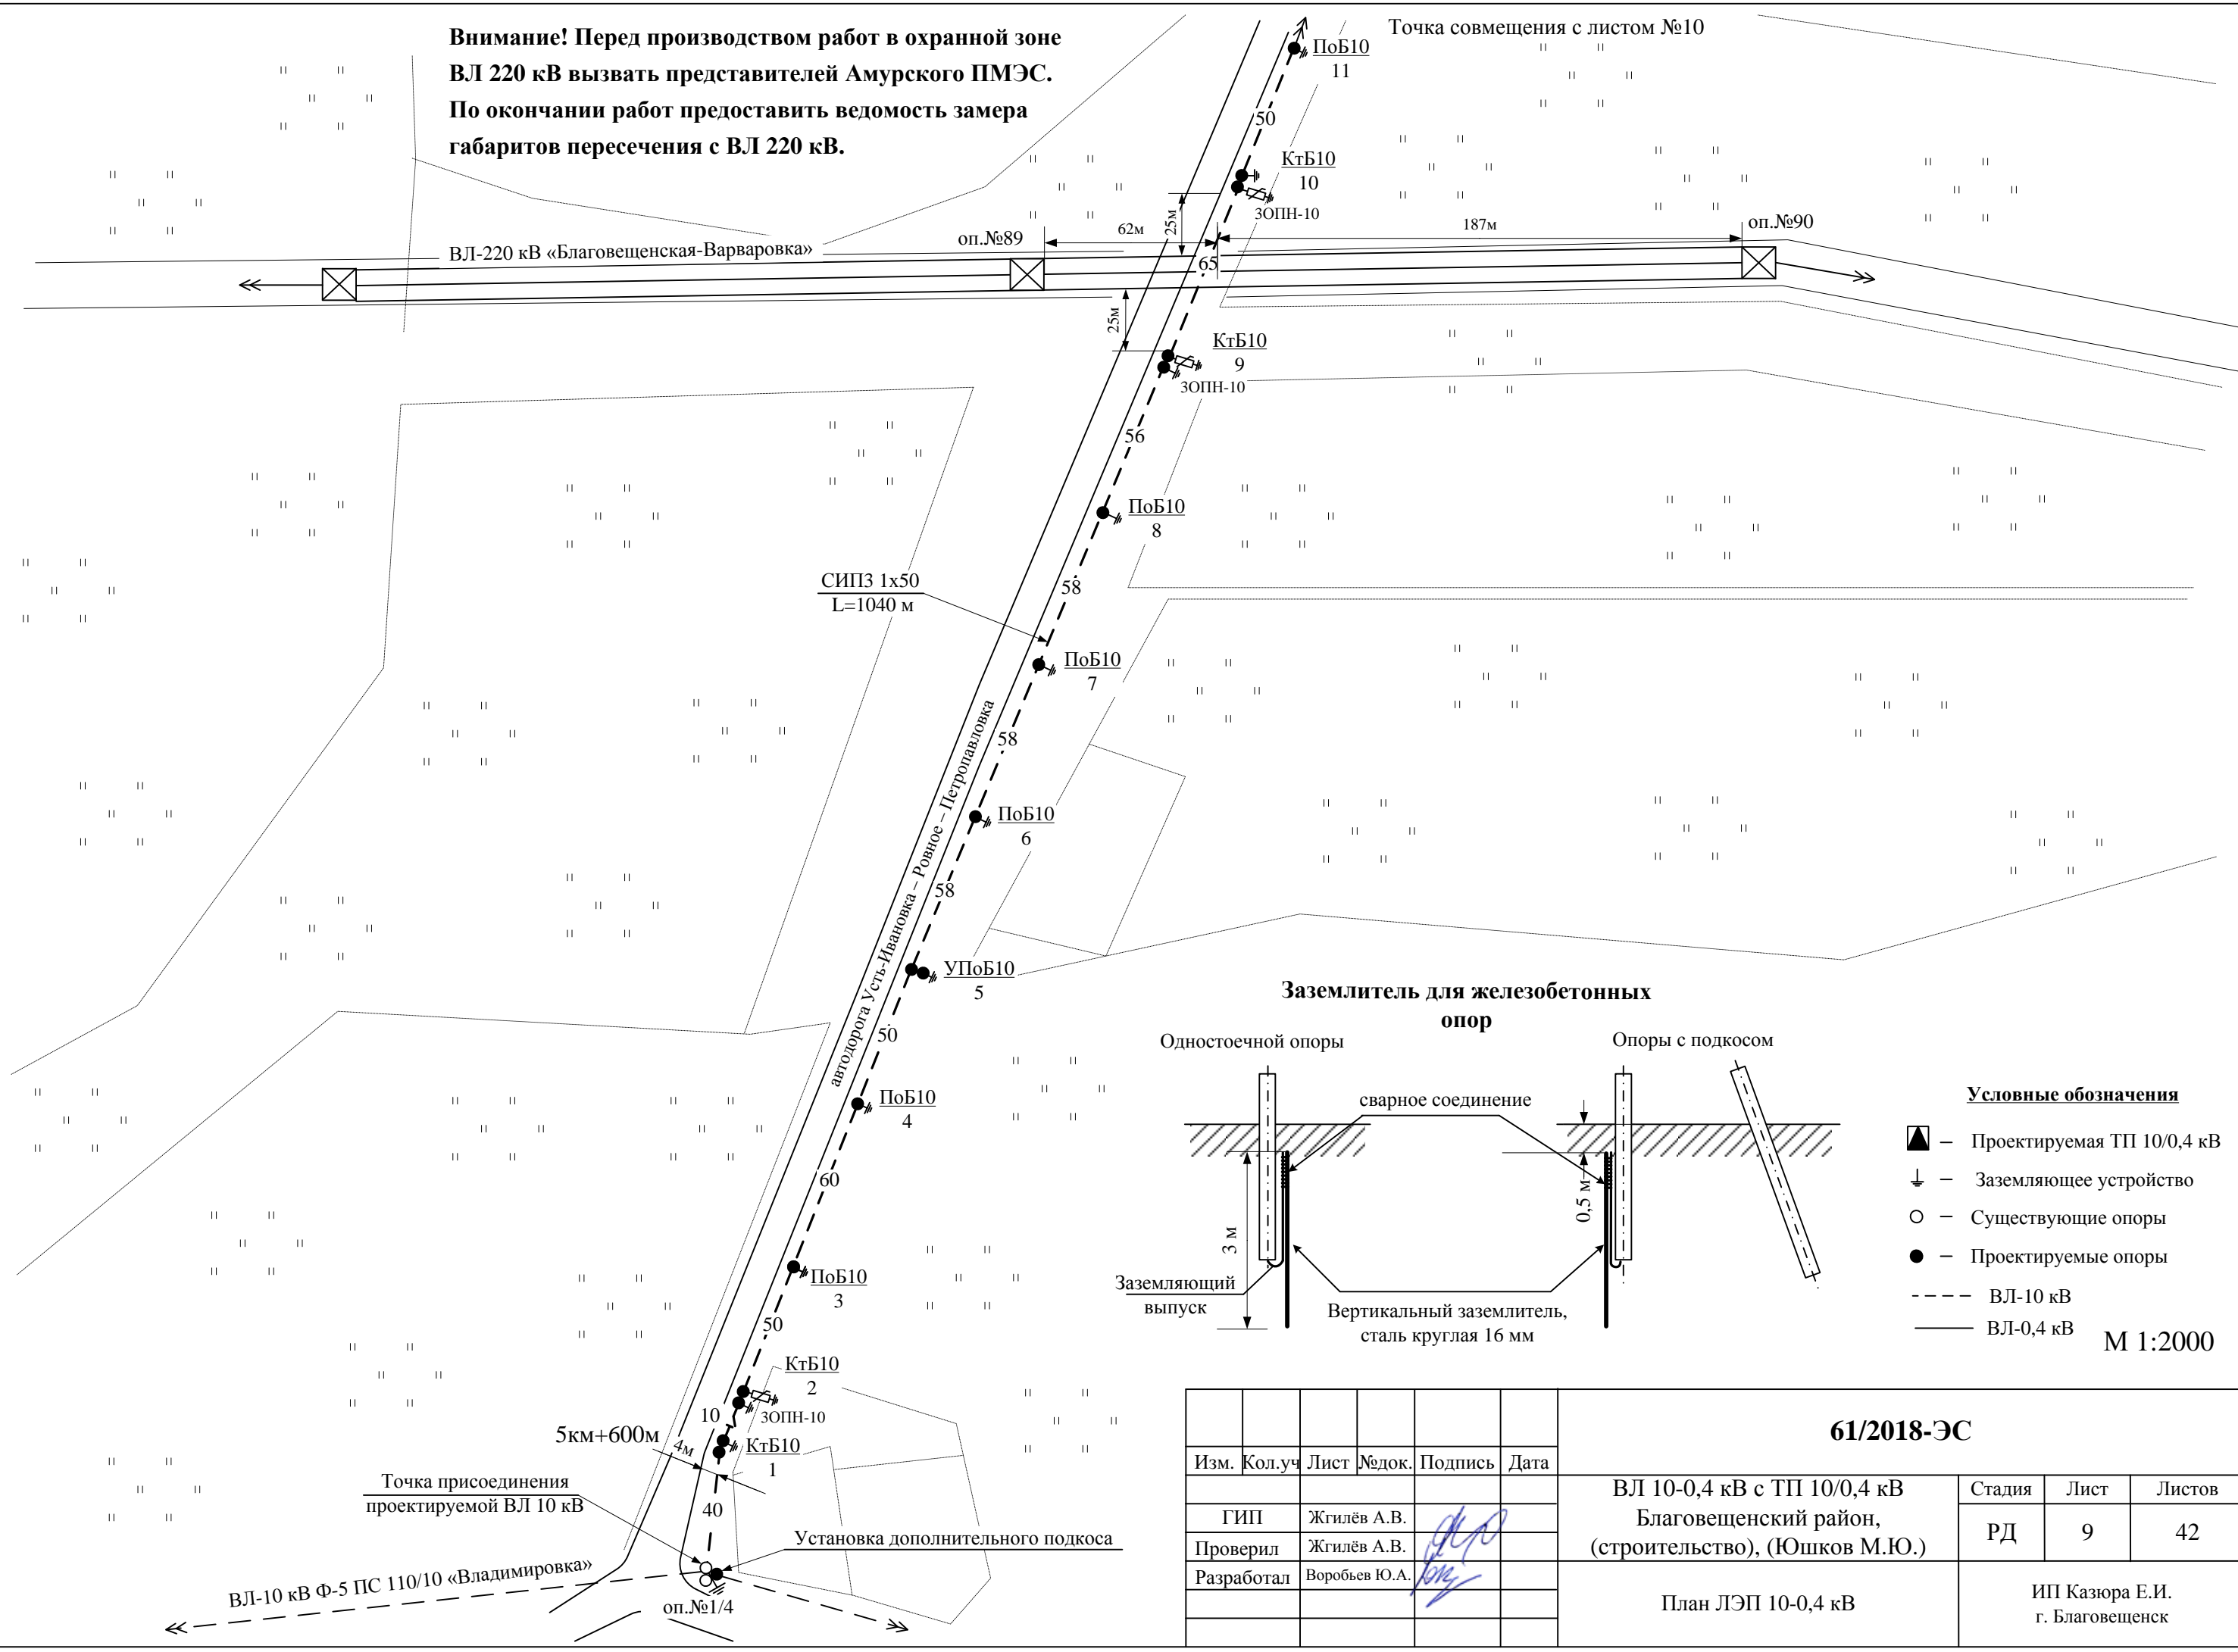 Внимание! Перед производством работ в охранной зоне
ВЛ 220 кВ вызвать представителей Амурского ПМЭС.
По окончании работ предоставить ведомость замера
габаритов пересечения с ВЛ 220 кВ.
Точка совмещения с листом №10
ПоБ10
11
50
КтБ10
10
3ОПН-10
25м
62м
187м
оп.№89
оп.№90
ВЛ-220 кВ «Благовещенская-Варваровка»
65
25м
КтБ10
9
3ОПН-10
56
ПоБ10
8
58
СИП3 1х50
L=1040 м
ПоБ10
7
58
ПоБ10
6
58
автодорога Усть-Ивановка – Ровное – Петропавловка
УПоБ10
5
50
ПоБ10
4
60
ПоБ10
3
50
КтБ10
2
3ОПН-10
10
5км+600м
4м
КтБ10
1
Точка присоединения
проектируемой ВЛ 10 кВ
40
Установка дополнительного подкоса
ВЛ-10 кВ Ф-5 ПС 110/10 «Владимировка»
оп.№1/4
Заземлитель для железобетонных
опор
Одностоечной опоры
Опоры с подкосом
сварное соединение
3 м
0,5 м
Заземляющий
выпуск
Вертикальный заземлитель,
сталь круглая 16 мм
Условные обозначения
– Проектируемая ТП 10/0,4 кВ
– Заземляющее устройство
– Существующие опоры
– Проектируемые опоры
ВЛ-10 кВ
ВЛ-0,4 кВ
М 1:2000
61/2018-ЭС
Изм. Кол.уч Лист №док. Подпись Дата
ГИП Жгилёв А.В.
Проверил Жгилёв А.В.
Разработал Воробьев Ю.А.
ВЛ 10-0,4 кВ с ТП 10/0,4 кВ
Благовещенский район,
(строительство), (Юшков М.Ю.)
Стадия Лист Листов
РД 9 42
План ЛЭП 10-0,4 кВ
ИП Казюра Е.И.
г. Благовещенск